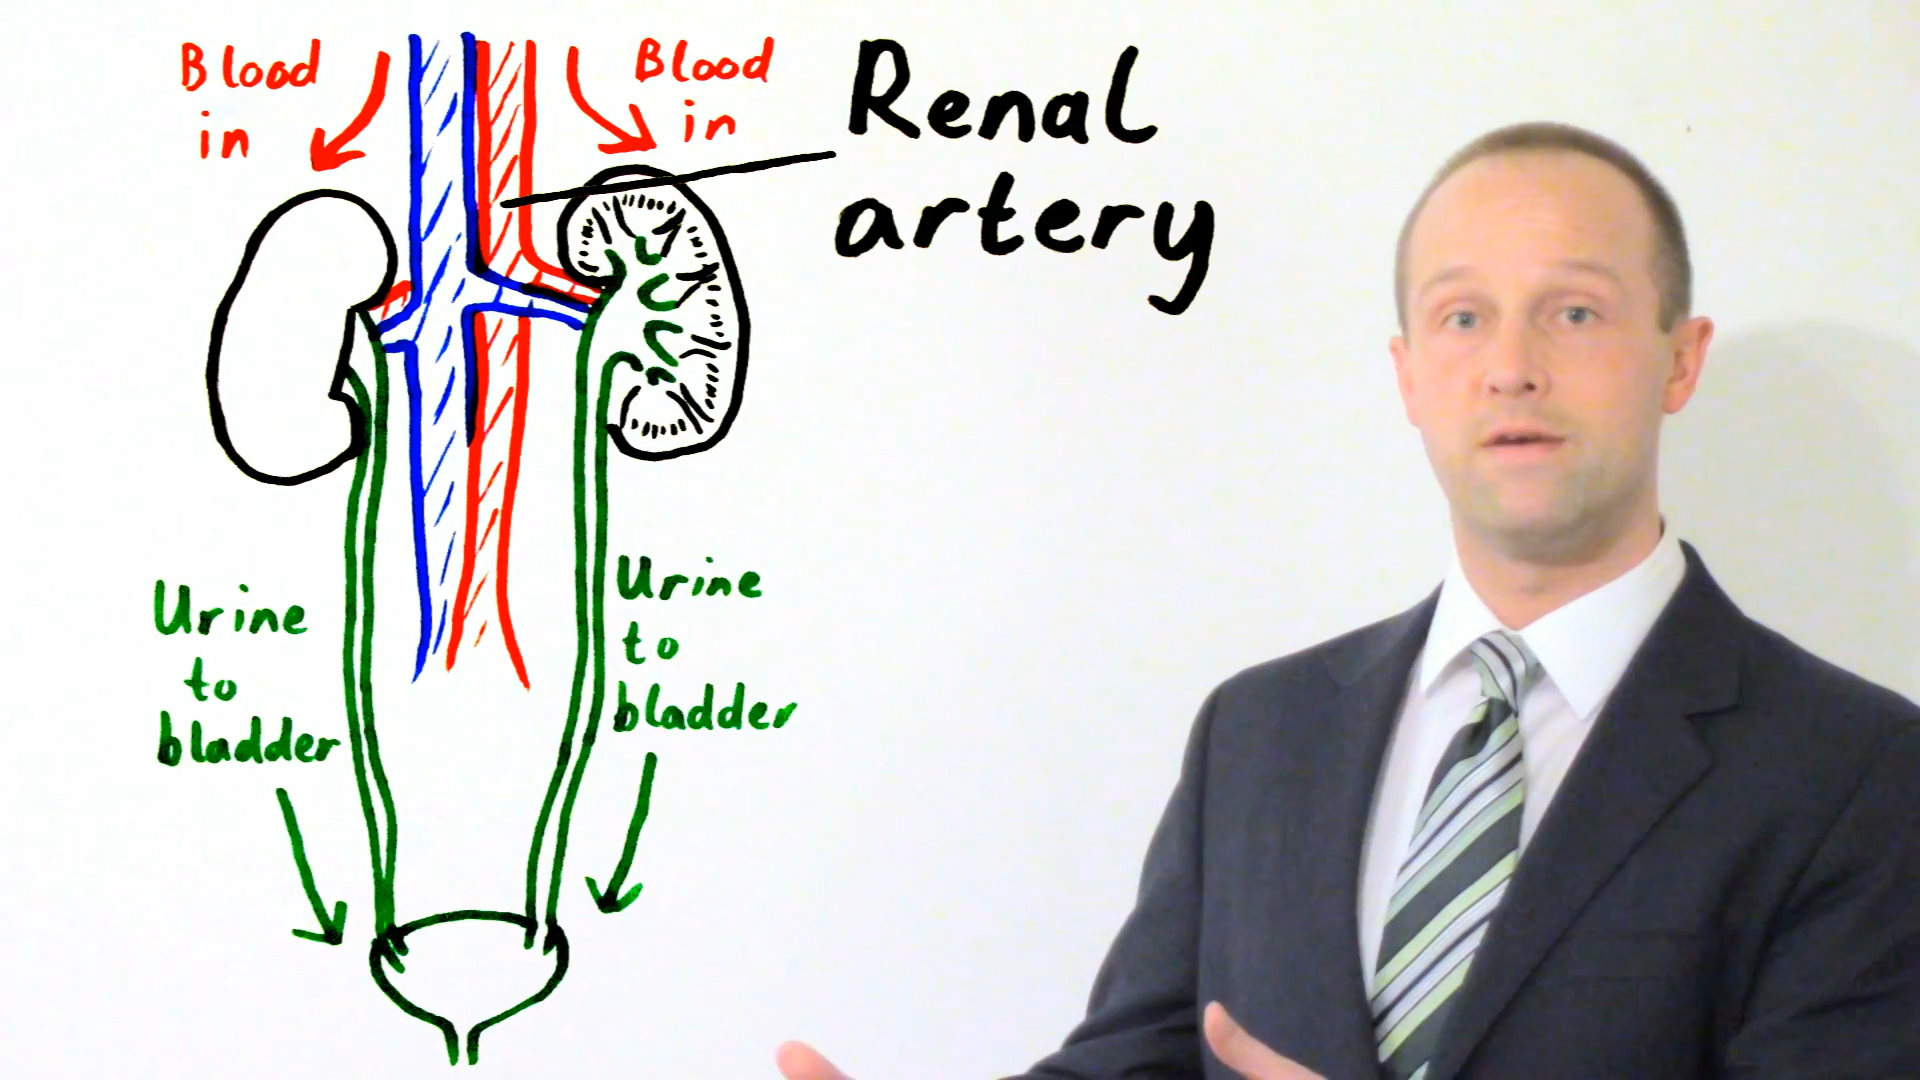 Blood
in
Blood
in
Renal
artery
Urine
to
bladder
Urine
to
bladder